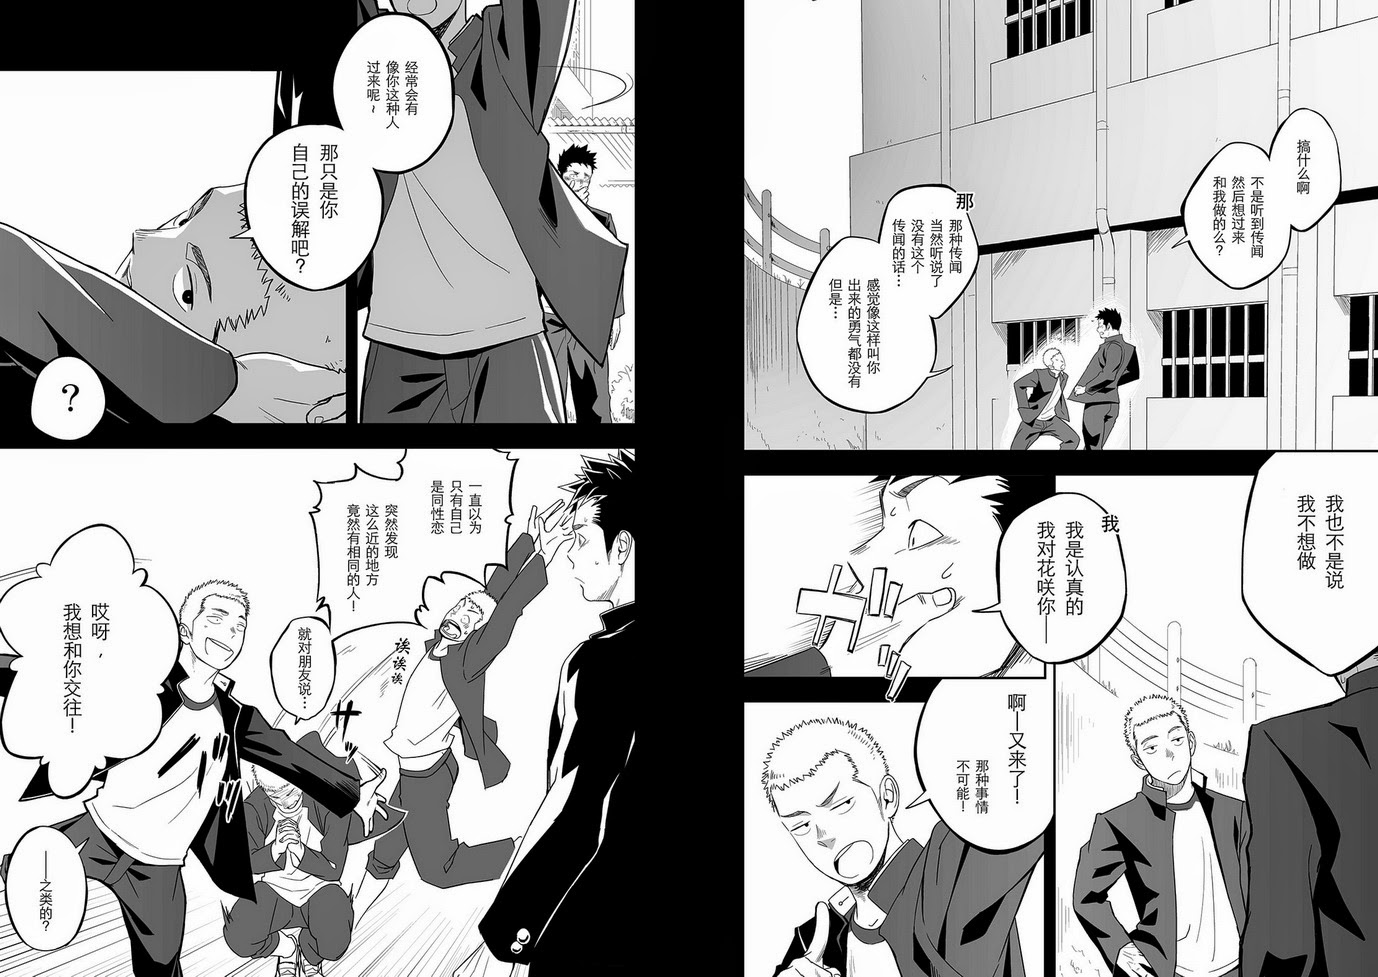 搞什么啊
不是听到传闻
然后想过来
和我做的么?
那
那种传闻
当然听说了
没有这个
传闻的话…
感觉像这样叫你
出来的勇气都没有
但是…
我也不是说
我不想做
我
我是认真的
我对花咲你——
啊—又来了!
那种事情
不可能!
经常会有
像你这种人
过来呢~
那只是你
自己的误解吧?
?
一直以为
只有自己
是同性恋
突然发现
这么近的地方
竟然有相同的人!
诶诶诶
就对朋友说…
哎呀，
我想和你交往!
——之类的?